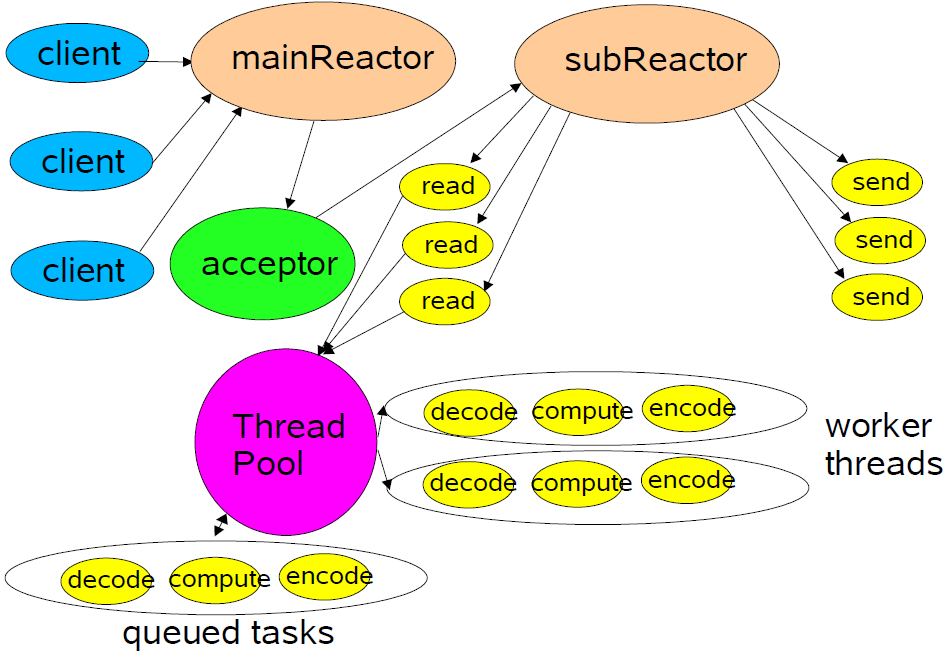 client
mainReactor
subReactor
client
read
send
client
acceptor
read
send
read
send
Thread
Pool
decode compute encode
worker
threads
decode compute encode
decode compute encode
queued tasks